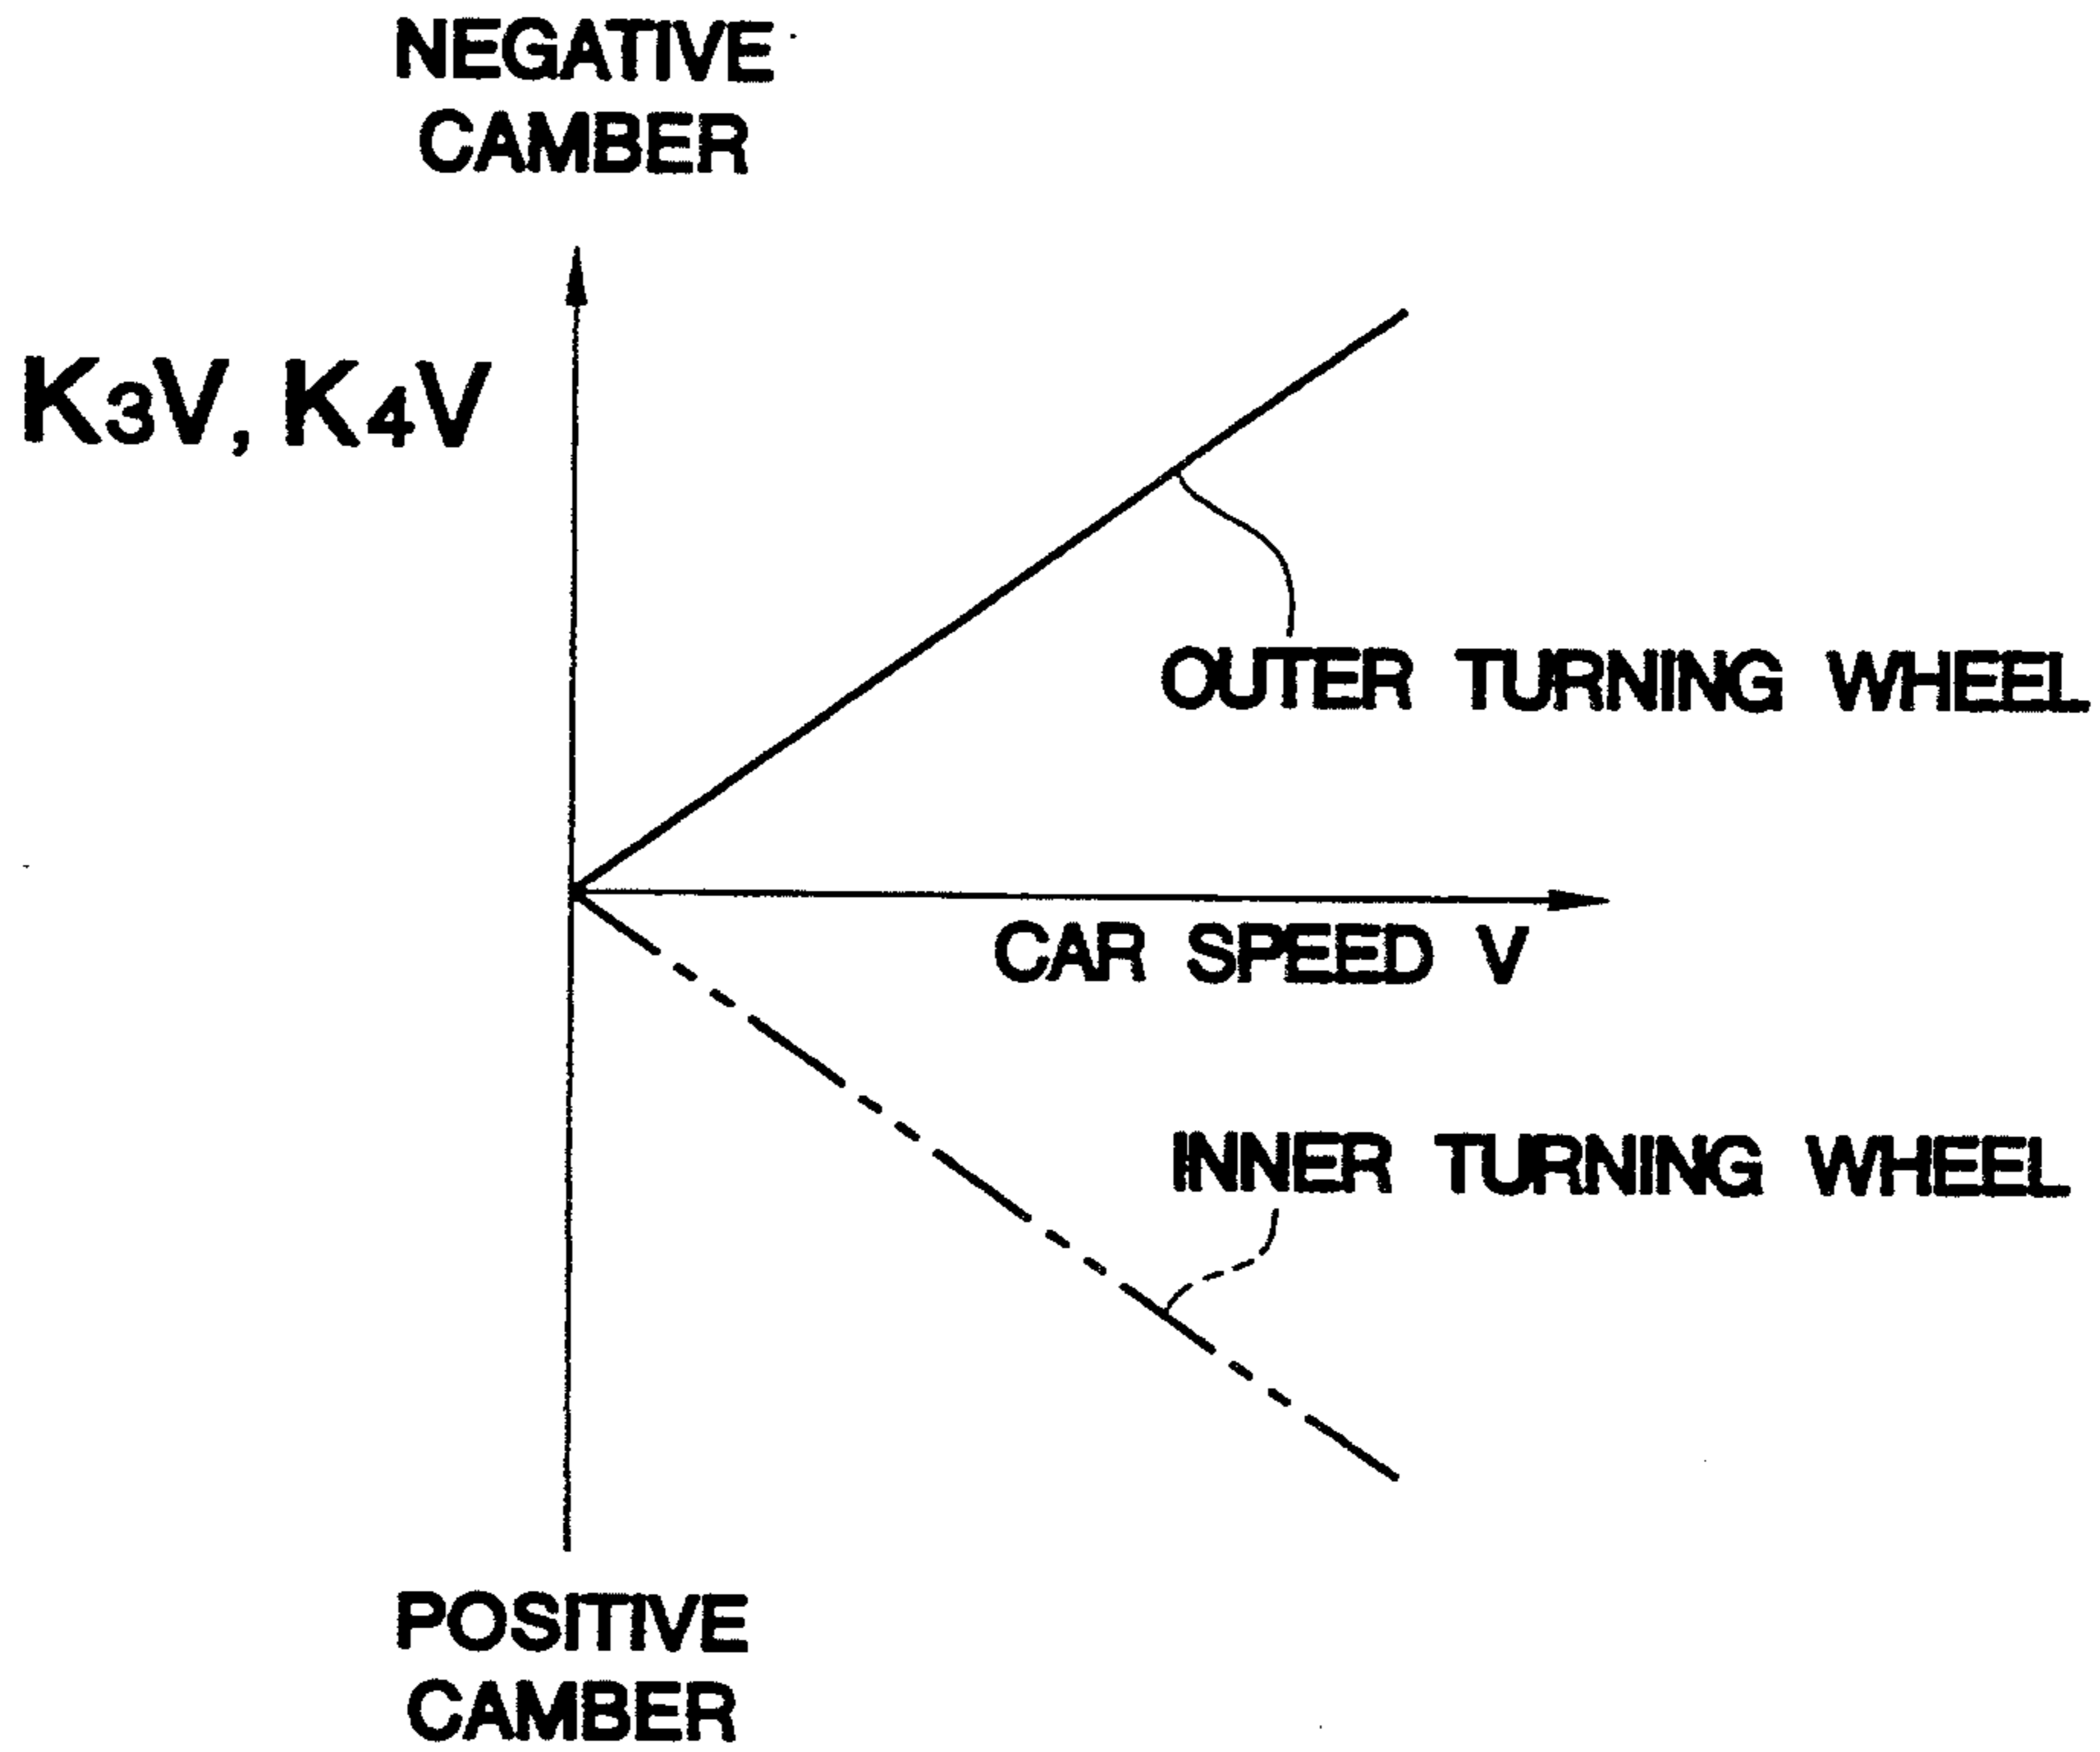 NEGATIVE
CAMBER
K3V, K4V
OUTER TURNING WHEEL
CAR SPEED V
INNER TURNING WHEEL
POSITIVE
CAMBER